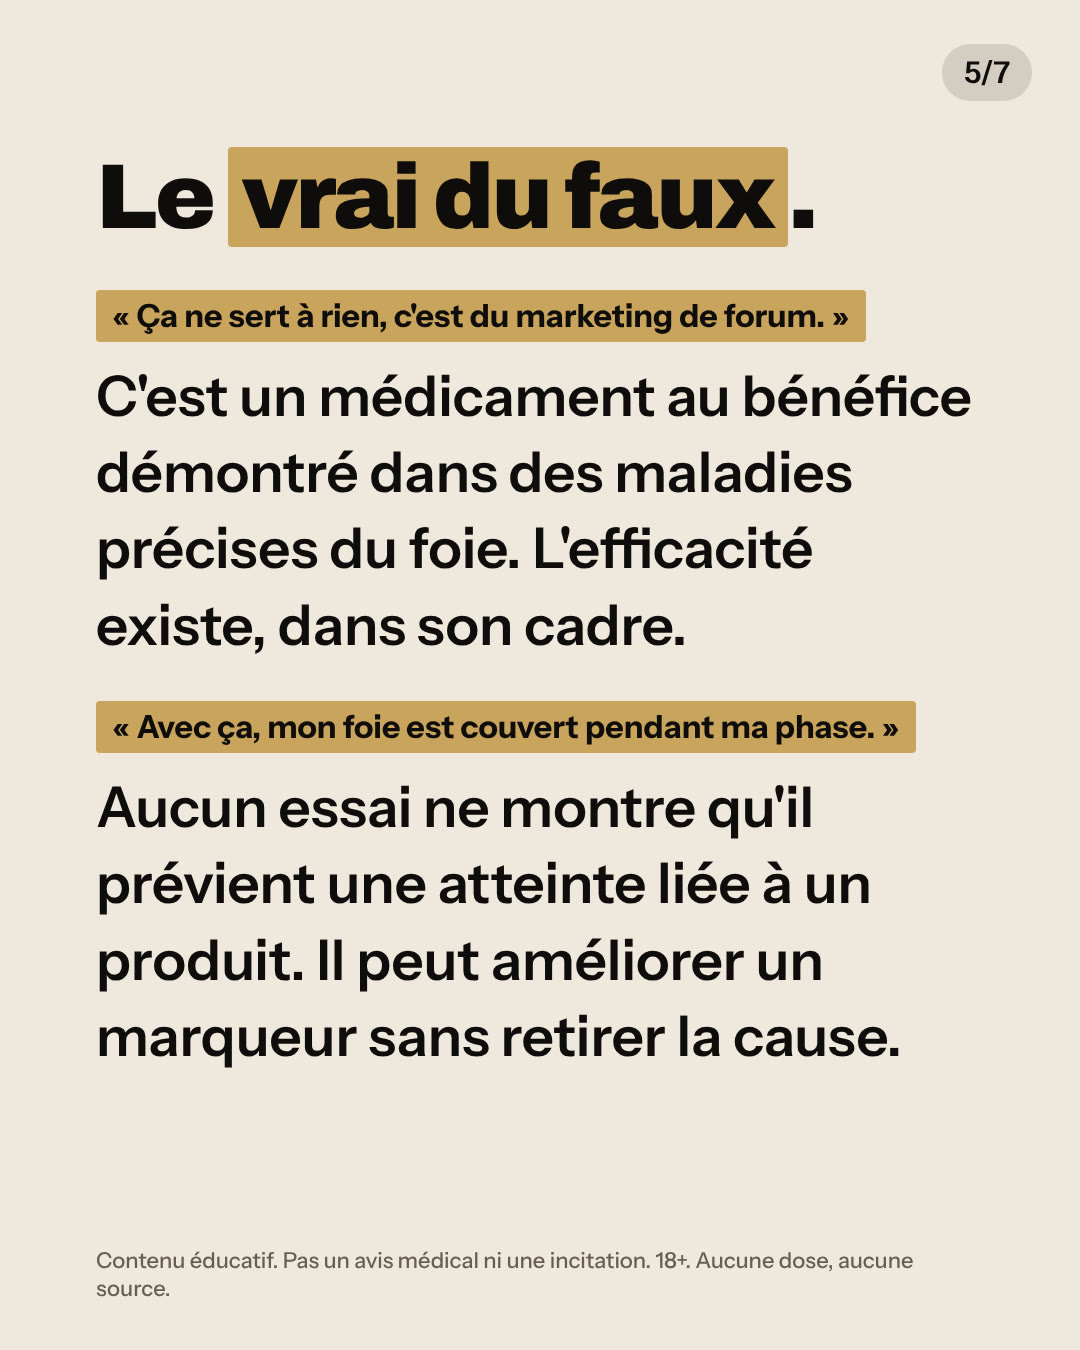 5/7
Le vrai du faux.
« Ça ne sert à rien, c'est du marketing de forum. »
C'est un médicament au bénéfice
démontré dans des maladies
précises du foie. L'efficacité
existe, dans son cadre.
« Avec ça, mon foie est couvert pendant ma phase. »
Aucun essai ne montre qu'il
prévient une atteinte liée à un
produit. Il peut améliorer un
marqueur sans retirer la cause.
Contenu éducatif. Pas un avis médical ni une incitation. 18+. Aucune dose, aucune
source.